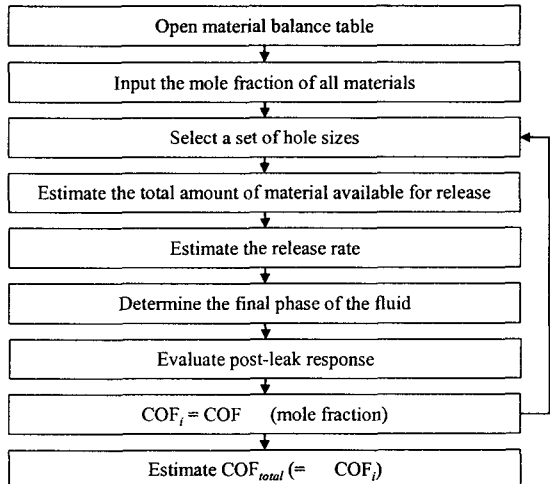 Open material balance table
Input the mole fraction of all materials
Select a set of hole sizes
Estimate the total amount of material available for release
Estimate the release rate
Determine the final phase of the fluid
Evaluate post-leak response
COFi = COF (mole fraction)
Estimate COFtotal (= COFi)